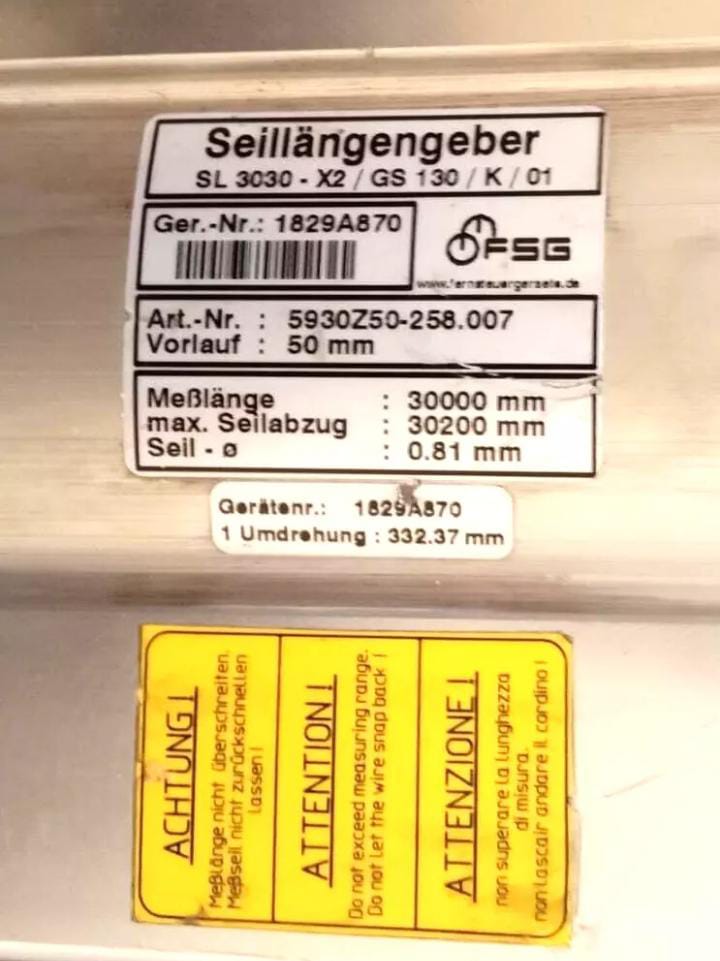 Seillängengeber
SL 3030 - X2 / GS 130 / K / 01
Ger.-Nr.: 1829A870
FSG
www.fernsteuergeraete.de
Art.-Nr. : 5930Z50-258.007
Vorlauf : 50 mm
Meßlänge : 30000 mm
max. Seilabzug : 30200 mm
Seil - ø : 0.81 mm
Gerätenr.: 1829A870
1 Umdrehung : 332.37 mm
ACHTUNG !
Meßlänge nicht überschreiten.
Meßseil nicht zurückschnellen
lassen !
ATTENTION !
Do not exceed measuring range.
Do not let the wire snap back !
ATTENZIONE !
non superare la lunghezza
di misura.
non lascair andare il cordino !